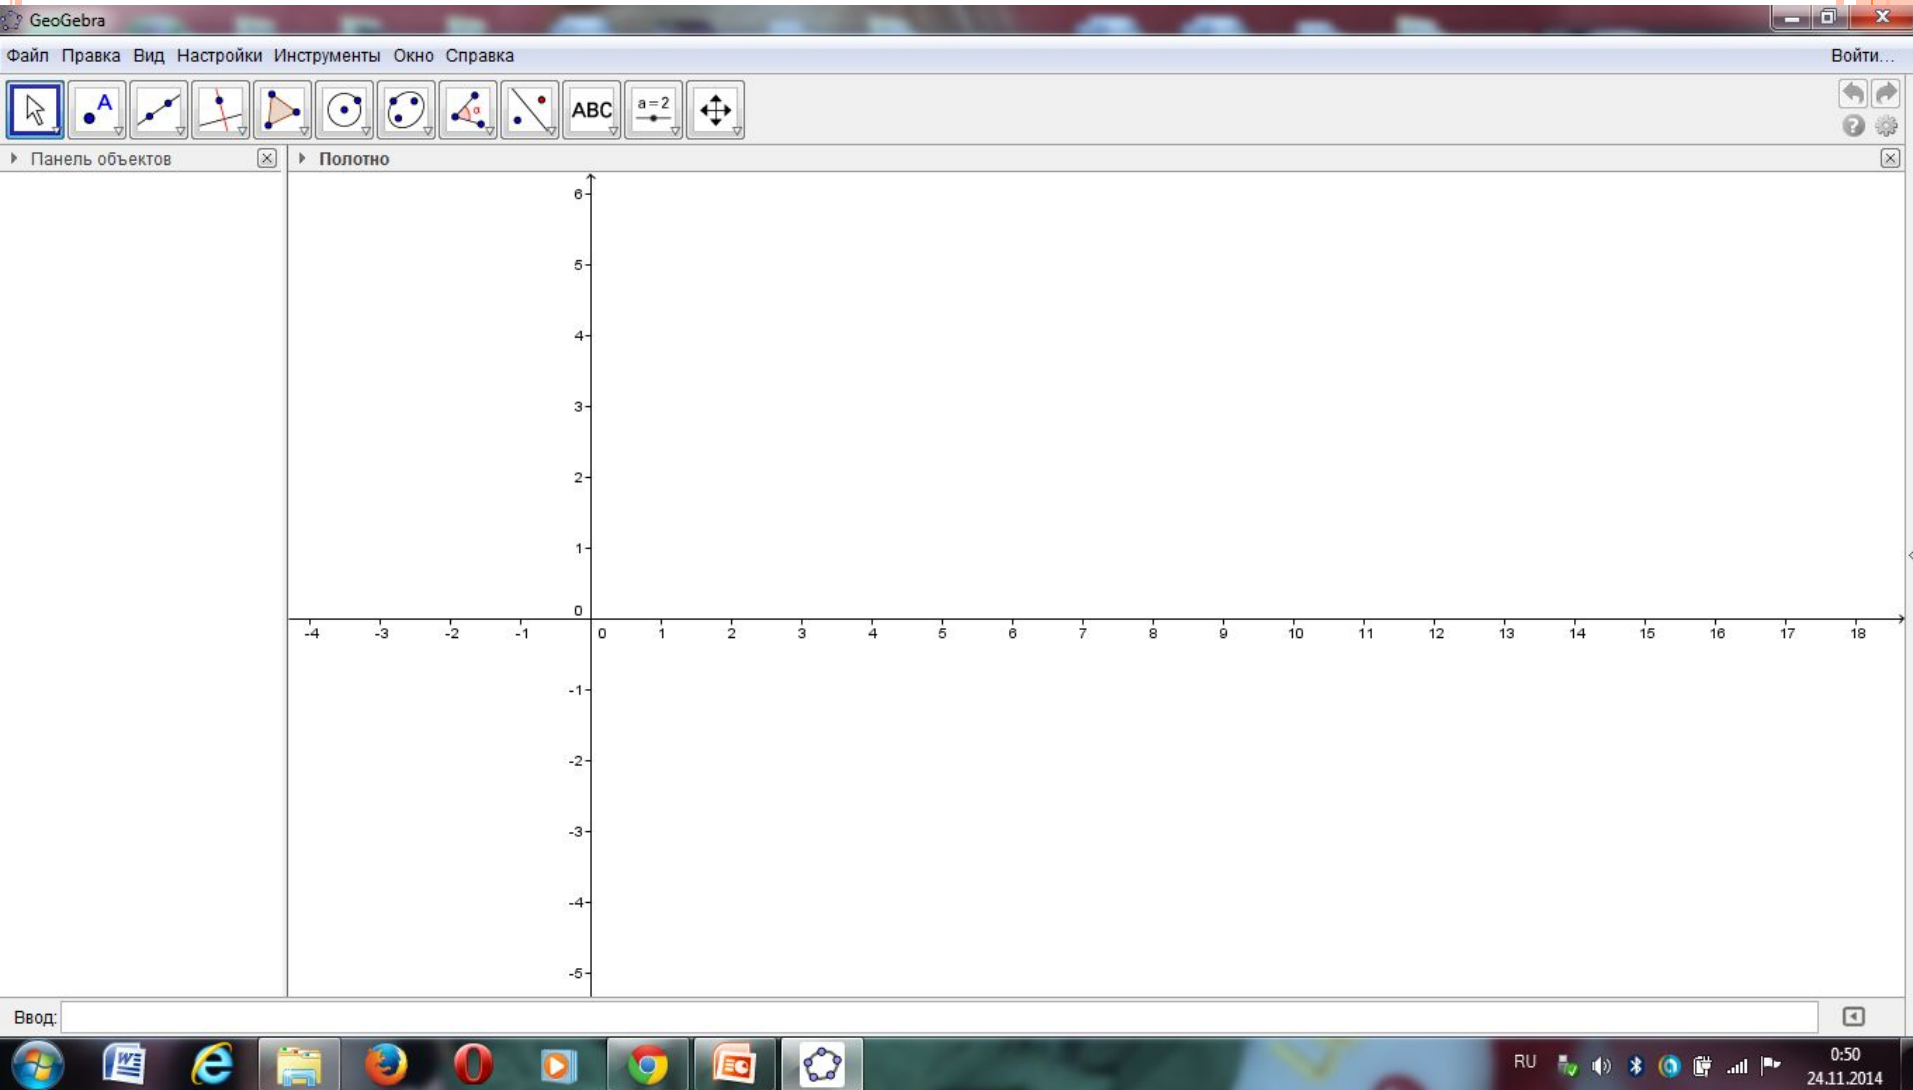 GeoGebra
Файл Правка Вид Настройки Инструменты Окно Справка Войти...
A α ABC a=2
Панель объектов Полотно
6
5
4
3
2
1
0
-4 -3 -2 -1 0 1 2 3 4 5 6 7 8 9 10 11 12 13 14 15 16 17 18
-1
-2
-3
-4
-5
Ввод:
RU 0:50
24.11.2014